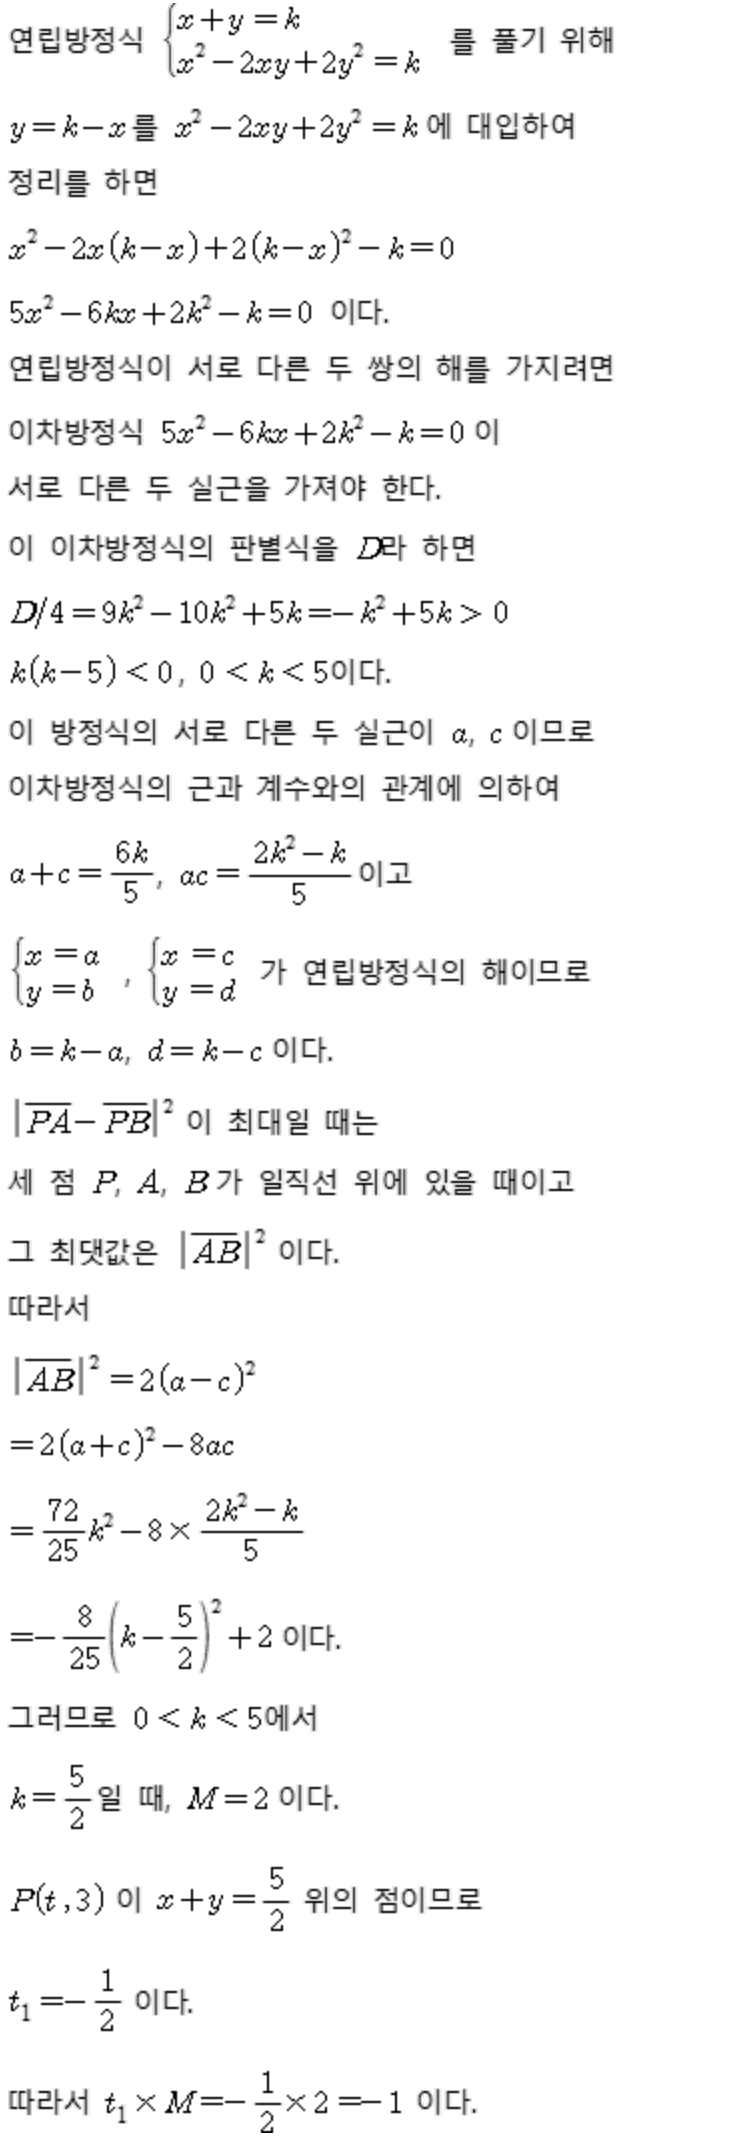 연립방정식 {x+y=k, x²-2xy+2y²=k 를 풀기 위해
y=k-x를 x²-2xy+2y²=k에 대입하여
정리를 하면
x²-2x(k-x)+2(k-x)²-k=0
5x²-6kx+2k²-k=0 이다.
연립방정식이 서로 다른 두 쌍의 해를 가지려면
이차방정식 5x²-6kx+2k²-k=0 이
서로 다른 두 실근을 가져야 한다.
이 이차방정식의 판별식을 D라 하면
D/4=9k²-10k²+5k=-k²+5k>0
k(k-5)<0, 0<k<5이다.
이 방정식의 서로 다른 두 실근이 a, c 이므로
이차방정식의 근과 계수와의 관계에 의하여
a+c=6k/5, ac=(2k²-k)/5 이고
{x=a, y=b , {x=c, y=d 가 연립방정식의 해이므로
b=k-a, d=k-c 이다.
|P̅A̅-P̅B̅|² 이 최대일 때는
세 점 P, A, B가 일직선 위에 있을 때이고
그 최댓값은 |A̅B̅|² 이다.
따라서
|A̅B̅|²=2(a-c)²
=2(a+c)²-8ac
=72/25 k²-8×(2k²-k)/5
=-8/25(k-5/2)²+2 이다.
그러므로 0<k<5에서
k=5/2일 때, M=2 이다.
P(t,3) 이 x+y=5/2 위의 점이므로
t₁=-1/2 이다.
따라서 t₁×M=-1/2×2=-1 이다.